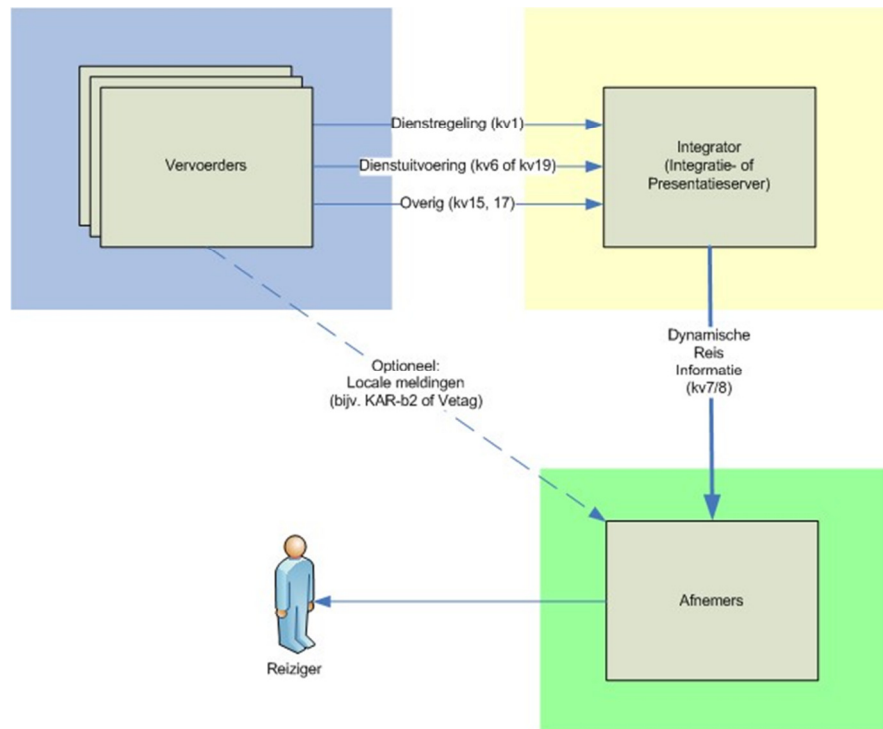 Vervoerders
Dienstregeling (kv1)
Dienstuitvoering (kv6 of kv19)
Overig (kv15, 17)
Integrator
(Integratie- of
Presentatieserver)
Dynamische
Reis
Informatie
(kv7/8)
Optioneel:
Locale meldingen
(bijv. KAR-b2 of Vetag)
Afnemers
Reiziger